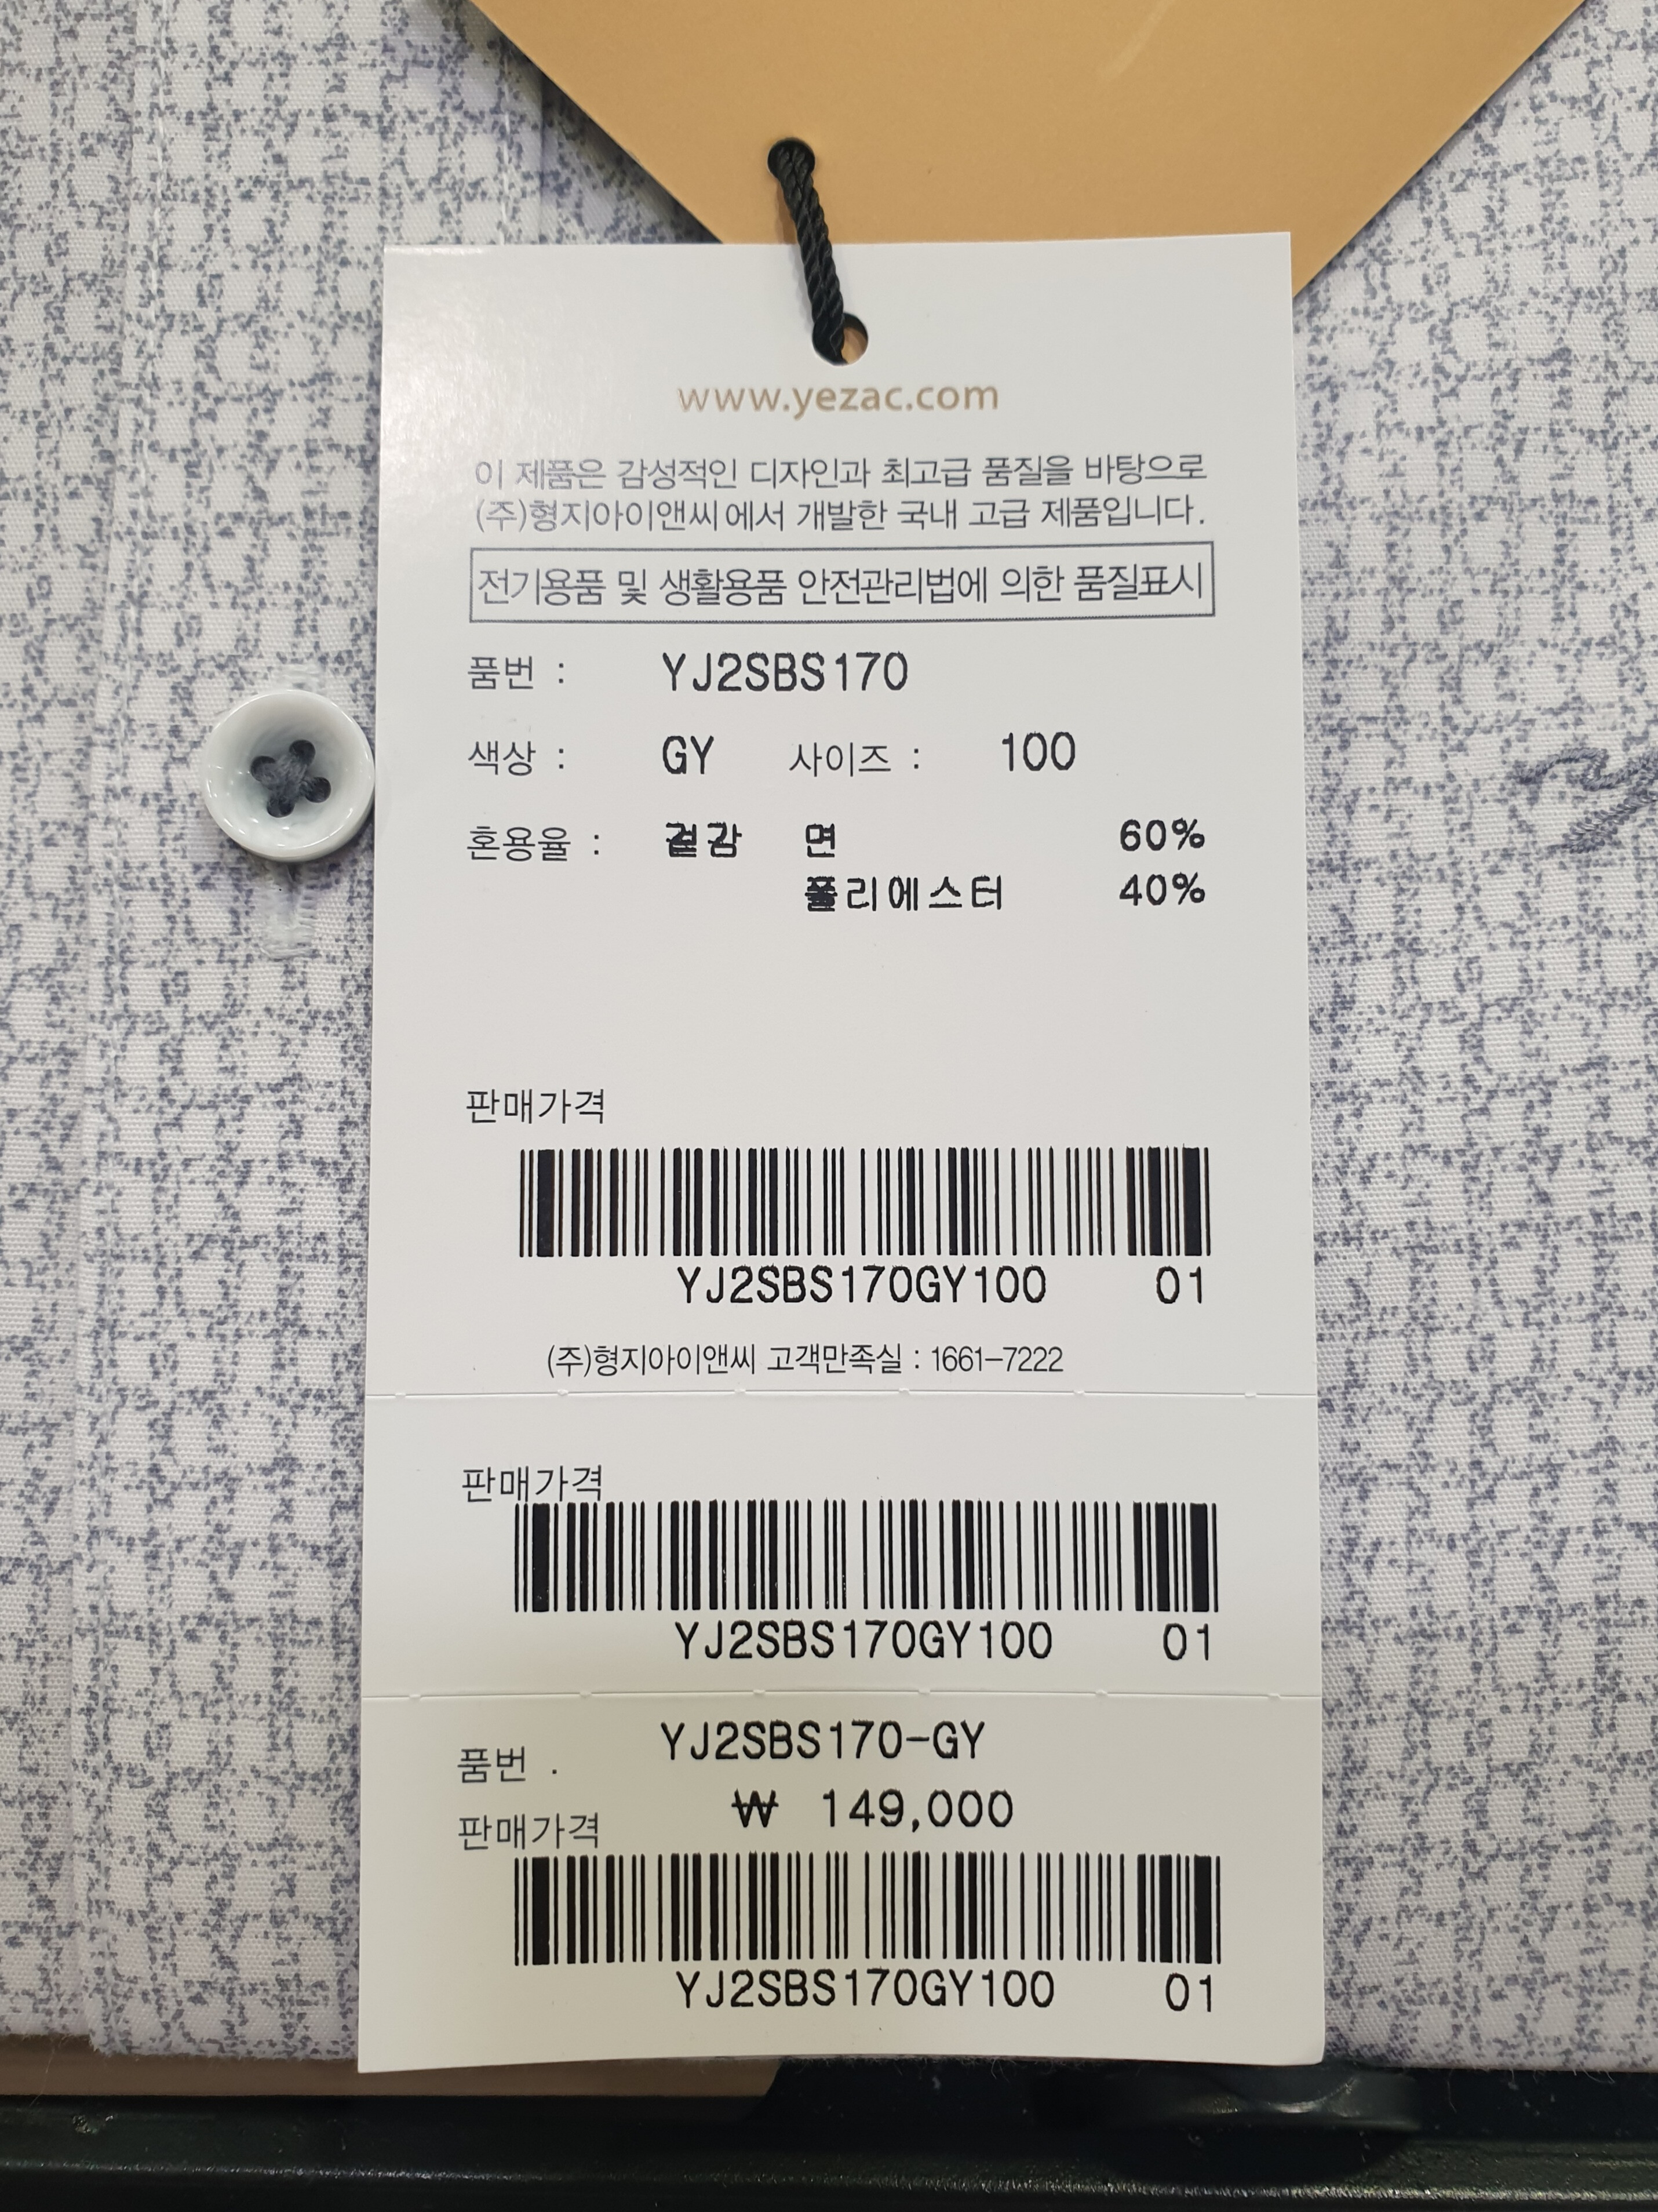 www.yezac.com
이 제품은 감성적인 디자인과 최고급 품질을 바탕으로
(주)형지아이앤씨에서 개발한 국내 고급 제품입니다.
전기용품 및 생활용품 안전관리법에 의한 품질표시
품번 : YJ2SBS170
색상 : GY 사이즈 : 100
혼용율 : 겉감 면 60%
폴리에스터 40%
판매가격
YJ2SBS170GY100 01
(주)형지아이앤씨 고객만족실 : 1661-7222
판매가격
YJ2SBS170GY100 01
품번 . YJ2SBS170-GY
판매가격 ₩ 149,000
YJ2SBS170GY100 01